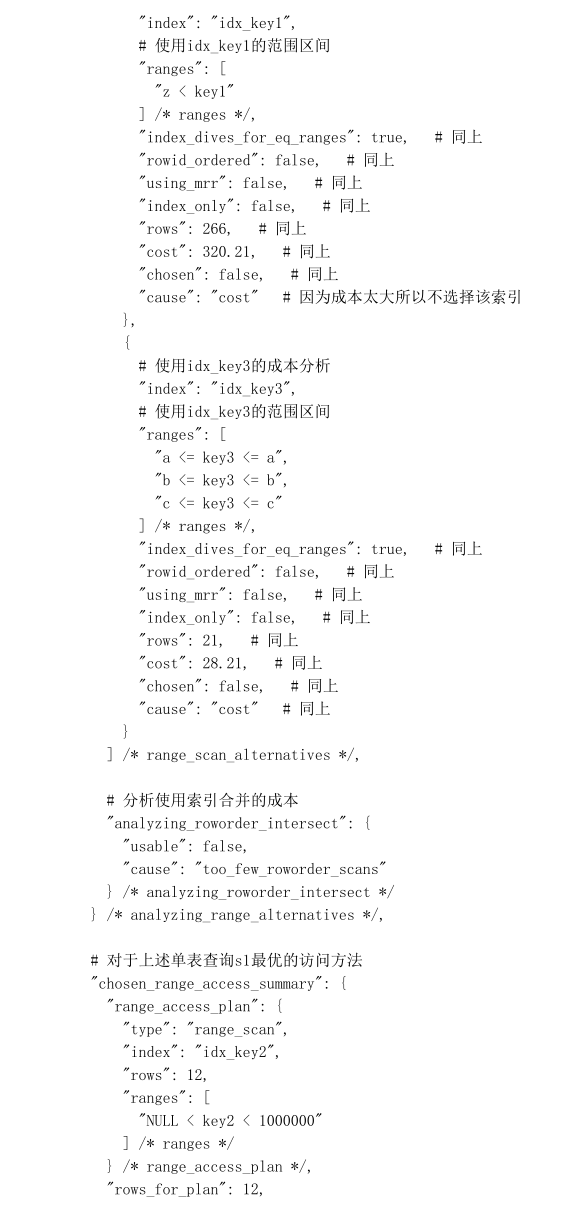 "index": "idx_key1",
# 使用idx_key1的范围区间
"ranges": [
"z < key1"
] /* ranges */,
"index_dives_for_eq_ranges": true,   # 同上
"rowid_ordered": false,   # 同上
"using_mrr": false,   # 同上
"index_only": false,   # 同上
"rows": 266,   # 同上
"cost": 320.21,   # 同上
"chosen": false,   # 同上
"cause": "cost"   # 因为成本太大所以不选择该索引
},
{
# 使用idx_key3的成本分析
"index": "idx_key3",
# 使用idx_key3的范围区间
"ranges": [
"a <= key3 <= a",
"b <= key3 <= b",
"c <= key3 <= c"
] /* ranges */,
"index_dives_for_eq_ranges": true,   # 同上
"rowid_ordered": false,   # 同上
"using_mrr": false,   # 同上
"index_only": false,   # 同上
"rows": 21,   # 同上
"cost": 28.21,   # 同上
"chosen": false,   # 同上
"cause": "cost"   # 同上
}
] /* range_scan_alternatives */,
# 分析使用索引合并的成本
"analyzing_roworder_intersect": {
"usable": false,
"cause": "too_few_roworder_scans"
} /* analyzing_roworder_intersect */
} /* analyzing_range_alternatives */,
# 对于上述单表查询s1最优的访问方法
"chosen_range_access_summary": {
"range_access_plan": {
"type": "range_scan",
"index": "idx_key2",
"rows": 12,
"ranges": [
"NULL < key2 < 1000000"
] /* ranges */
} /* range_access_plan */,
"rows_for_plan": 12,